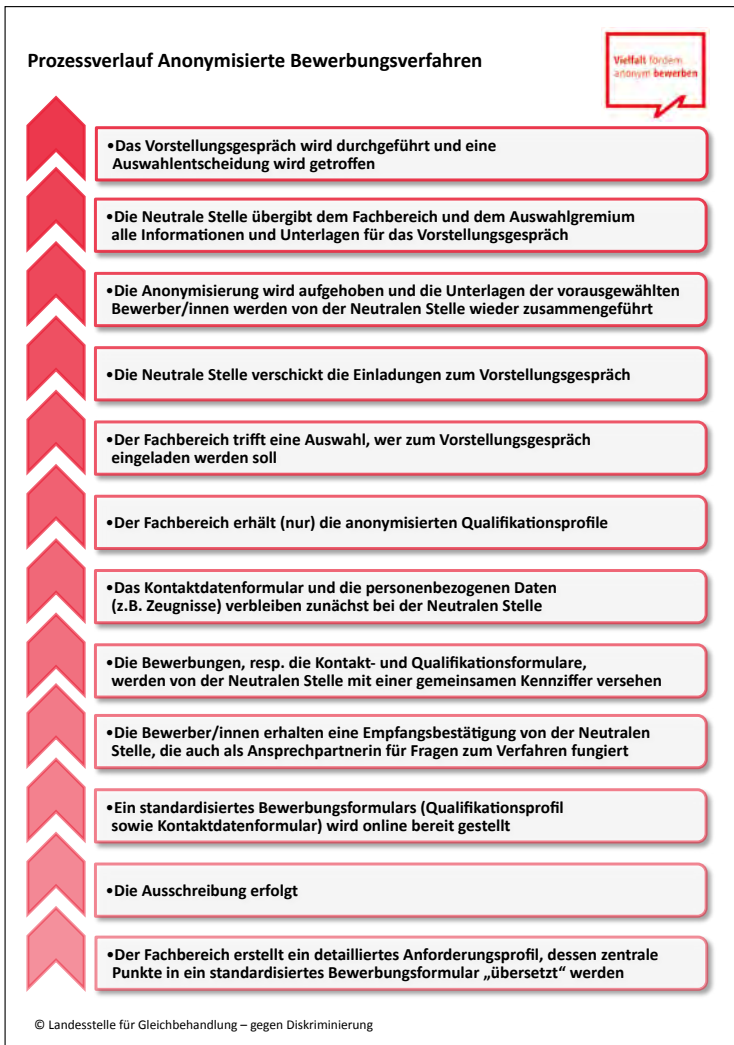 Prozessverlauf Anonymisierte Bewerbungsverfahren
Vielfalt fördern
anonym bewerben
•Das Vorstellungsgespräch wird durchgeführt und eine
Auswahlentscheidung wird getroffen
•Die Neutrale Stelle übergibt dem Fachbereich und dem Auswahlgremium
alle Informationen und Unterlagen für das Vorstellungsgespräch
•Die Anonymisierung wird aufgehoben und die Unterlagen der vorausgewählten
Bewerber/innen werden von der Neutralen Stelle wieder zusammengeführt
•Die Neutrale Stelle verschickt die Einladungen zum Vorstellungsgespräch
•Der Fachbereich trifft eine Auswahl, wer zum Vorstellungsgespräch
eingeladen werden soll
•Der Fachbereich erhält (nur) die anonymisierten Qualifikationsprofile
•Das Kontaktdatenformular und die personenbezogenen Daten
(z.B. Zeugnisse) verbleiben zunächst bei der Neutralen Stelle
•Die Bewerbungen, resp. die Kontakt- und Qualifikationsformulare,
werden von der Neutralen Stelle mit einer gemeinsamen Kennziffer versehen
•Die Bewerber/innen erhalten eine Empfangsbestätigung von der Neutralen
Stelle, die auch als Ansprechpartnerin für Fragen zum Verfahren fungiert
•Ein standardisiertes Bewerbungsformulars (Qualifikationsprofil
sowie Kontaktdatenformular) wird online bereit gestellt
•Die Ausschreibung erfolgt
•Der Fachbereich erstellt ein detailliertes Anforderungsprofil, dessen zentrale
Punkte in ein standardisiertes Bewerbungsformular „übersetzt“ werden
© Landesstelle für Gleichbehandlung – gegen Diskriminierung